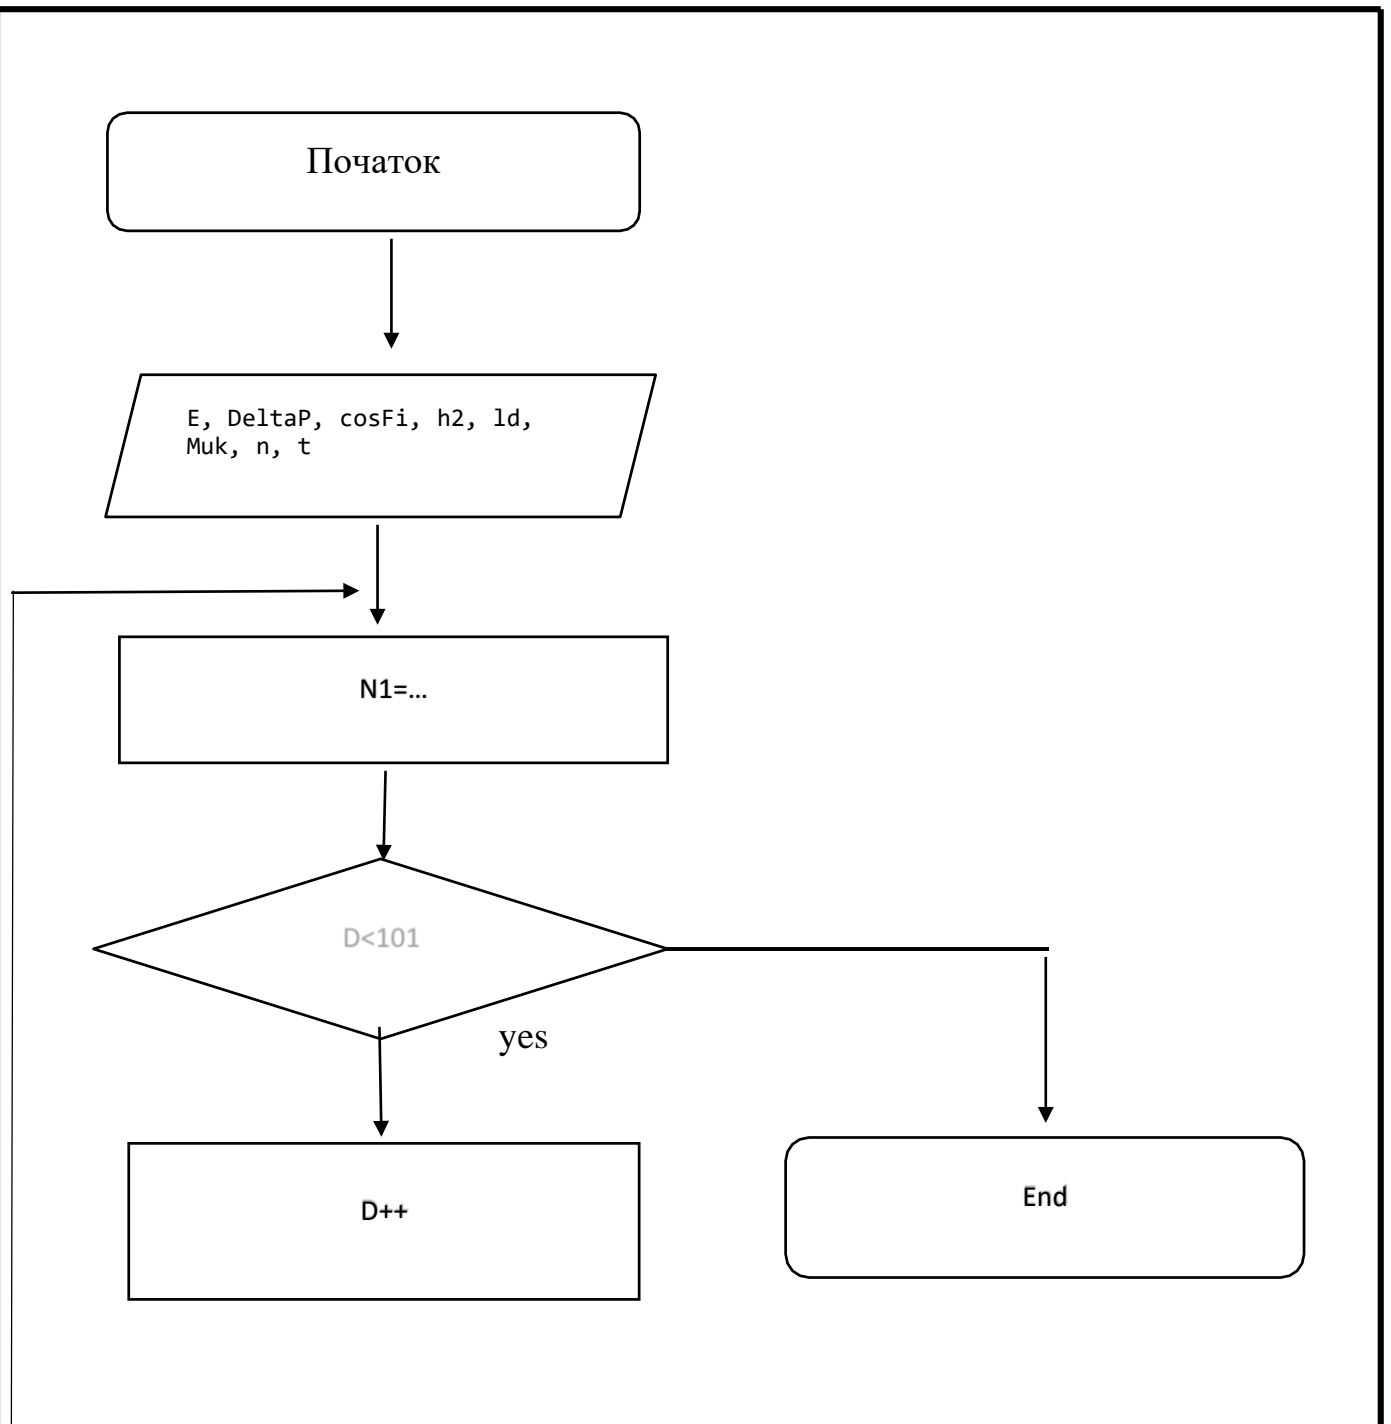 Початок
E, DeltaP, cosFi, h2, ld,
Muk, n, t
N1=...
D<101
yes
D++
End